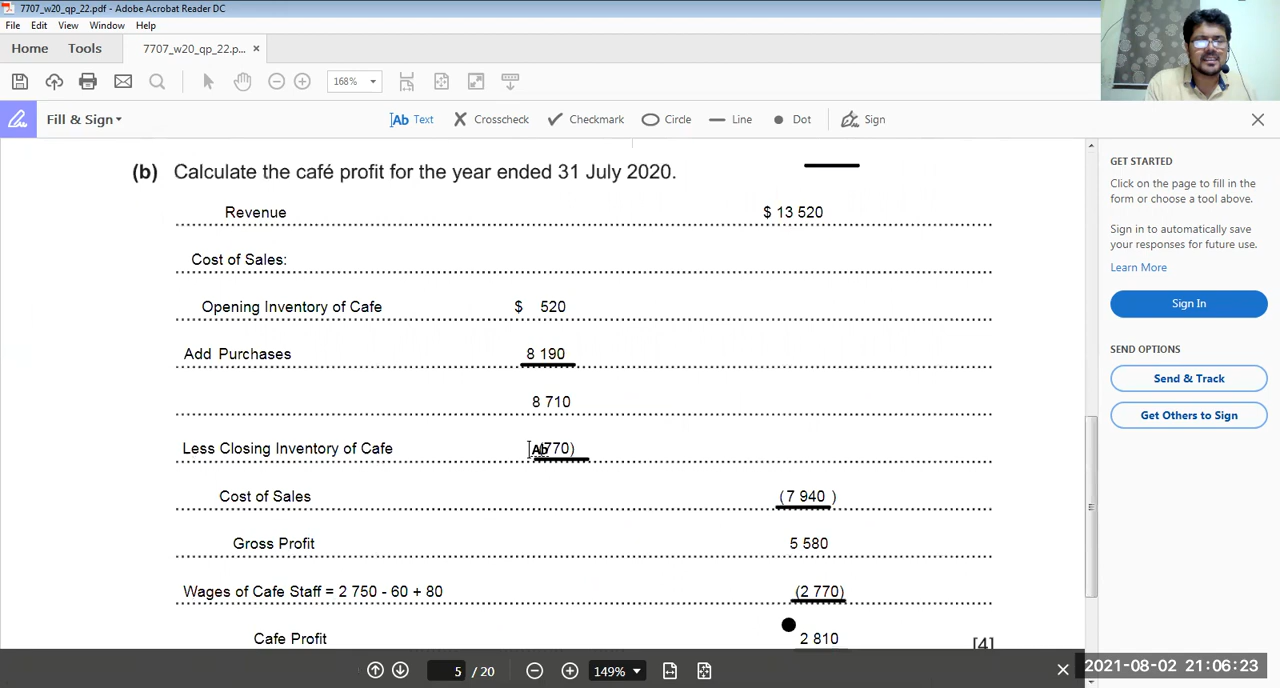 7707_w20_qp_22.pdf - Adobe Acrobat Reader DC
File Edit View Window Help
Home Tools 7707_w20_qp_22.p... ×
168%
Fill & Sign
Ab Text Crosscheck Checkmark Circle Line Dot Sign
(b) Calculate the café profit for the year ended 31 July 2020.
Revenue $ 13 520
Cost of Sales:
Opening Inventory of Cafe $ 520
Add Purchases 8 190
8 710
Less Closing Inventory of Cafe (770)
Ab
Cost of Sales (7 940 )
Gross Profit 5 580
Wages of Cafe Staff = 2 750 - 60 + 80 (2 770)
Cafe Profit 2 810 [4]
GET STARTED
Click on the page to fill in the
form or choose a tool above.
Sign in to automatically save
your responses for future use.
Learn More
Sign In
SEND OPTIONS
Send & Track
Get Others to Sign
5 / 20 149%
2021-08-02 21:06:23